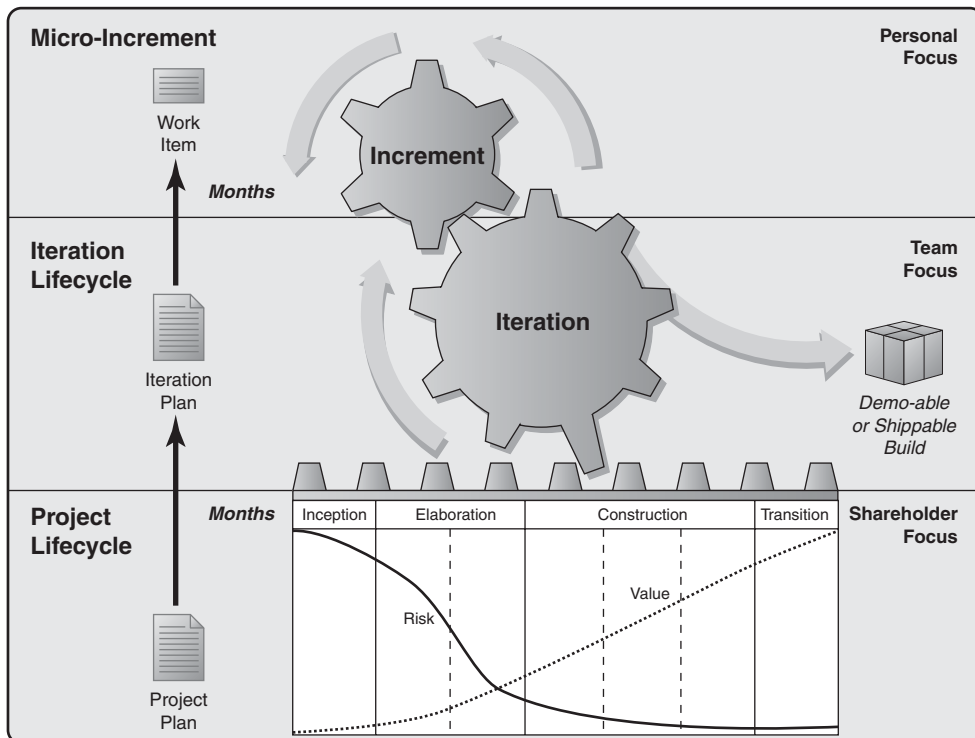 Micro-Increment
Personal
Focus
Work
Item
Increment
Months
Iteration
Lifecycle
Team
Focus
Iteration
Iteration
Plan
Demo-able
or Shippable
Build
Project
Lifecycle
Months
Inception
Elaboration
Construction
Transition
Shareholder
Focus
Risk
Value
Project
Plan